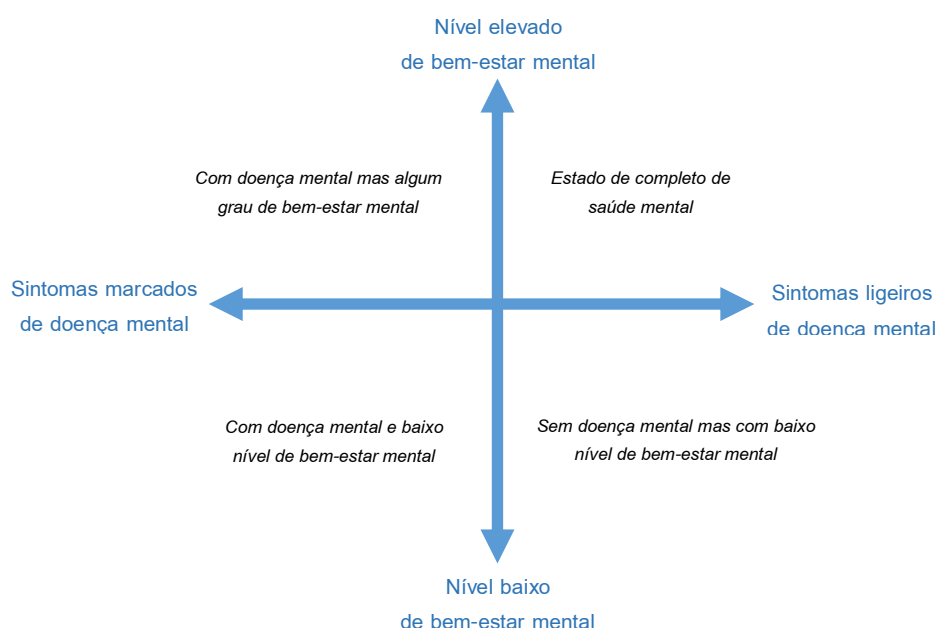 Nível elevado
de bem-estar mental
Com doença mental mas algum
grau de bem-estar mental
Estado de completo de
saúde mental
Sintomas marcados
de doença mental
Sintomas ligeiros
de doença mental
Com doença mental e baixo
nível de bem-estar mental
Sem doença mental mas com baixo
nível de bem-estar mental
Nível baixo
de bem-estar mental